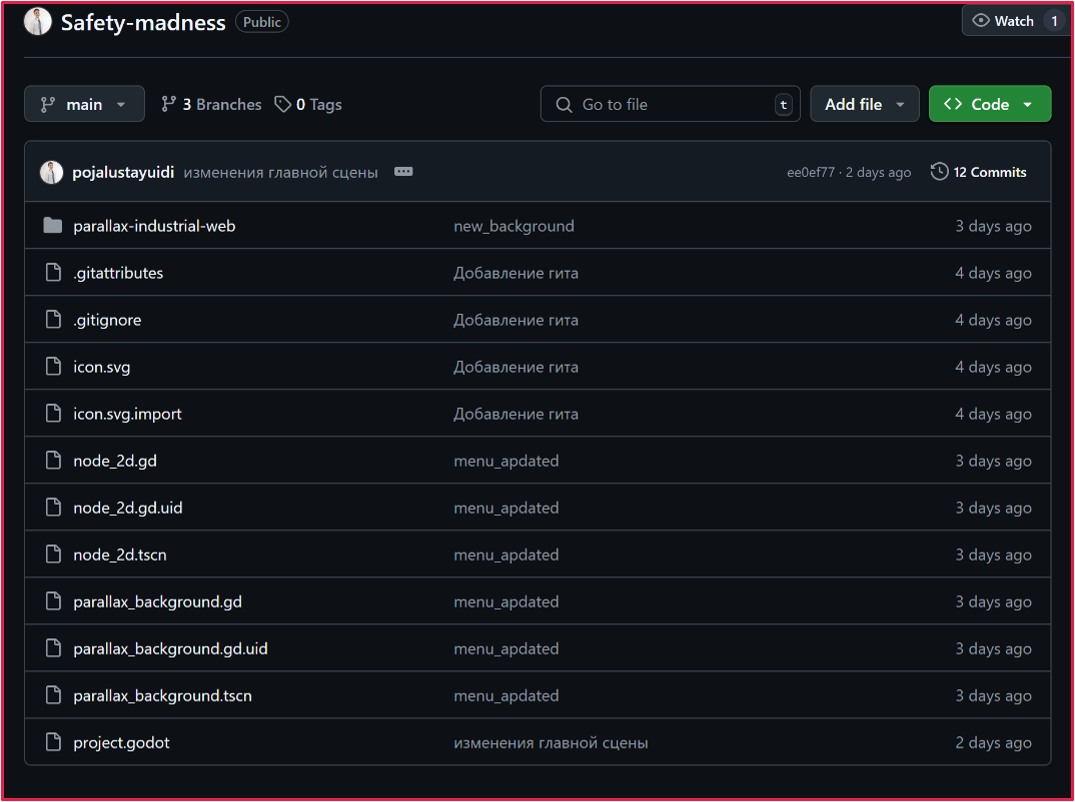 Safety-madness Public Watch 1
main 3 Branches 0 Tags Go to file t Add file Code
pojalustayuidi изменения главной сцены ee0ef77 · 2 days ago 12 Commits
parallax-industrial-web new_background 3 days ago
.gitattributes Добавление гита 4 days ago
.gitignore Добавление гита 4 days ago
icon.svg Добавление гита 4 days ago
icon.svg.import Добавление гита 4 days ago
node_2d.gd menu_apdated 3 days ago
node_2d.gd.uid menu_apdated 3 days ago
node_2d.tscn menu_apdated 3 days ago
parallax_background.gd menu_apdated 3 days ago
parallax_background.gd.uid menu_apdated 3 days ago
parallax_background.tscn menu_apdated 3 days ago
project.godot изменения главной сцены 2 days ago